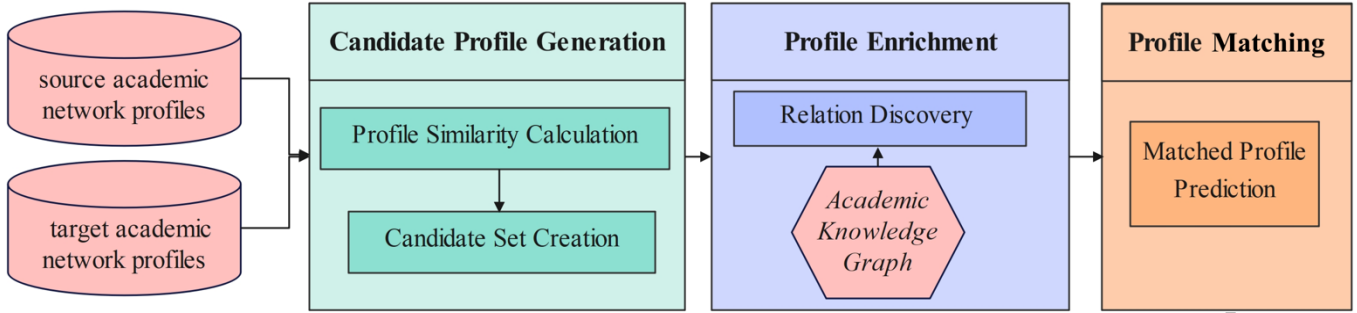 source academic
network profiles
target academic
network profiles
Candidate Profile Generation
Profile Similarity Calculation
Candidate Set Creation
Profile Enrichment
Relation Discovery
Academic
Knowledge
Graph
Profile Matching
Matched Profile
Prediction